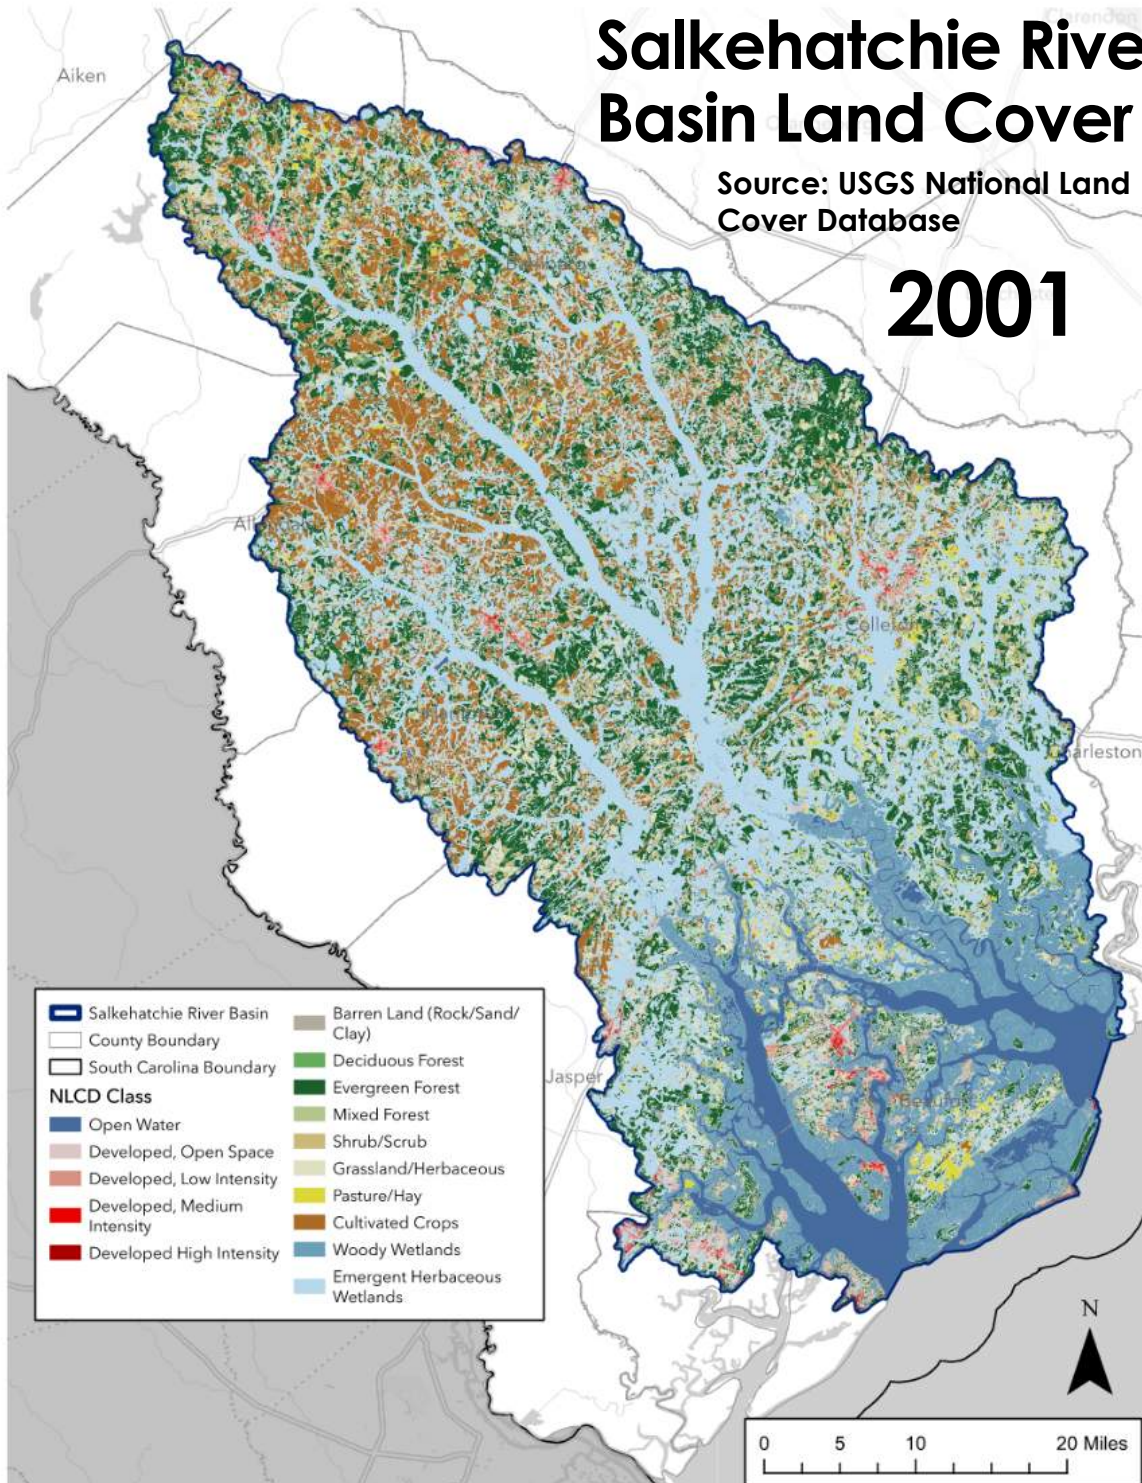 Clarendon
Salkehatchie Rive
Basin Land Cover
Source: USGS National Land
Cover Database
2001
Aiken
Bamberg
Colleton
Charleston
Jasper
Beaufort
Salkehatchie River Basin
County Boundary
South Carolina Boundary
NLCD Class
Open Water
Developed, Open Space
Developed, Low Intensity
Developed, Medium
Intensity
Developed High Intensity
Barren Land (Rock/Sand/
Clay)
Deciduous Forest
Evergreen Forest
Mixed Forest
Shrub/Scrub
Grassland/Herbaceous
Pasture/Hay
Cultivated Crops
Woody Wetlands
Emergent Herbaceous
Wetlands
N
0 5 10 20 Miles